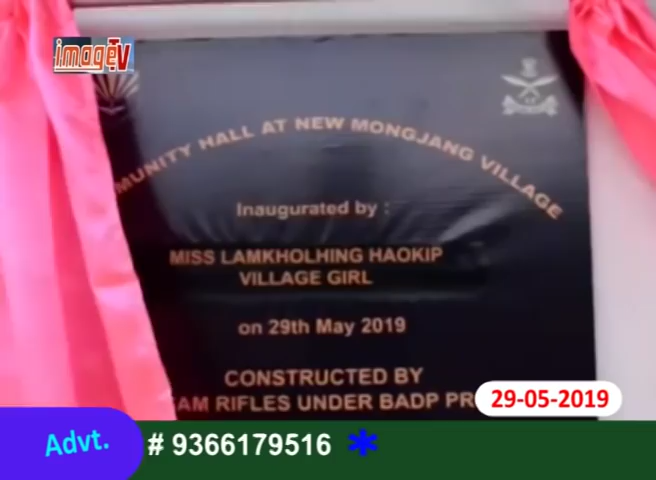 imageTV
MUNITY HALL AT NEW MONGJANG VILLAGE
Inaugurated by :
MISS LAMKHOLHING HAOKIP
VILLAGE GIRL
on 29th May 2019
CONSTRUCTED BY
AM RIFLES UNDER BADP PR
29-05-2019
Advt. # 9366179516 *